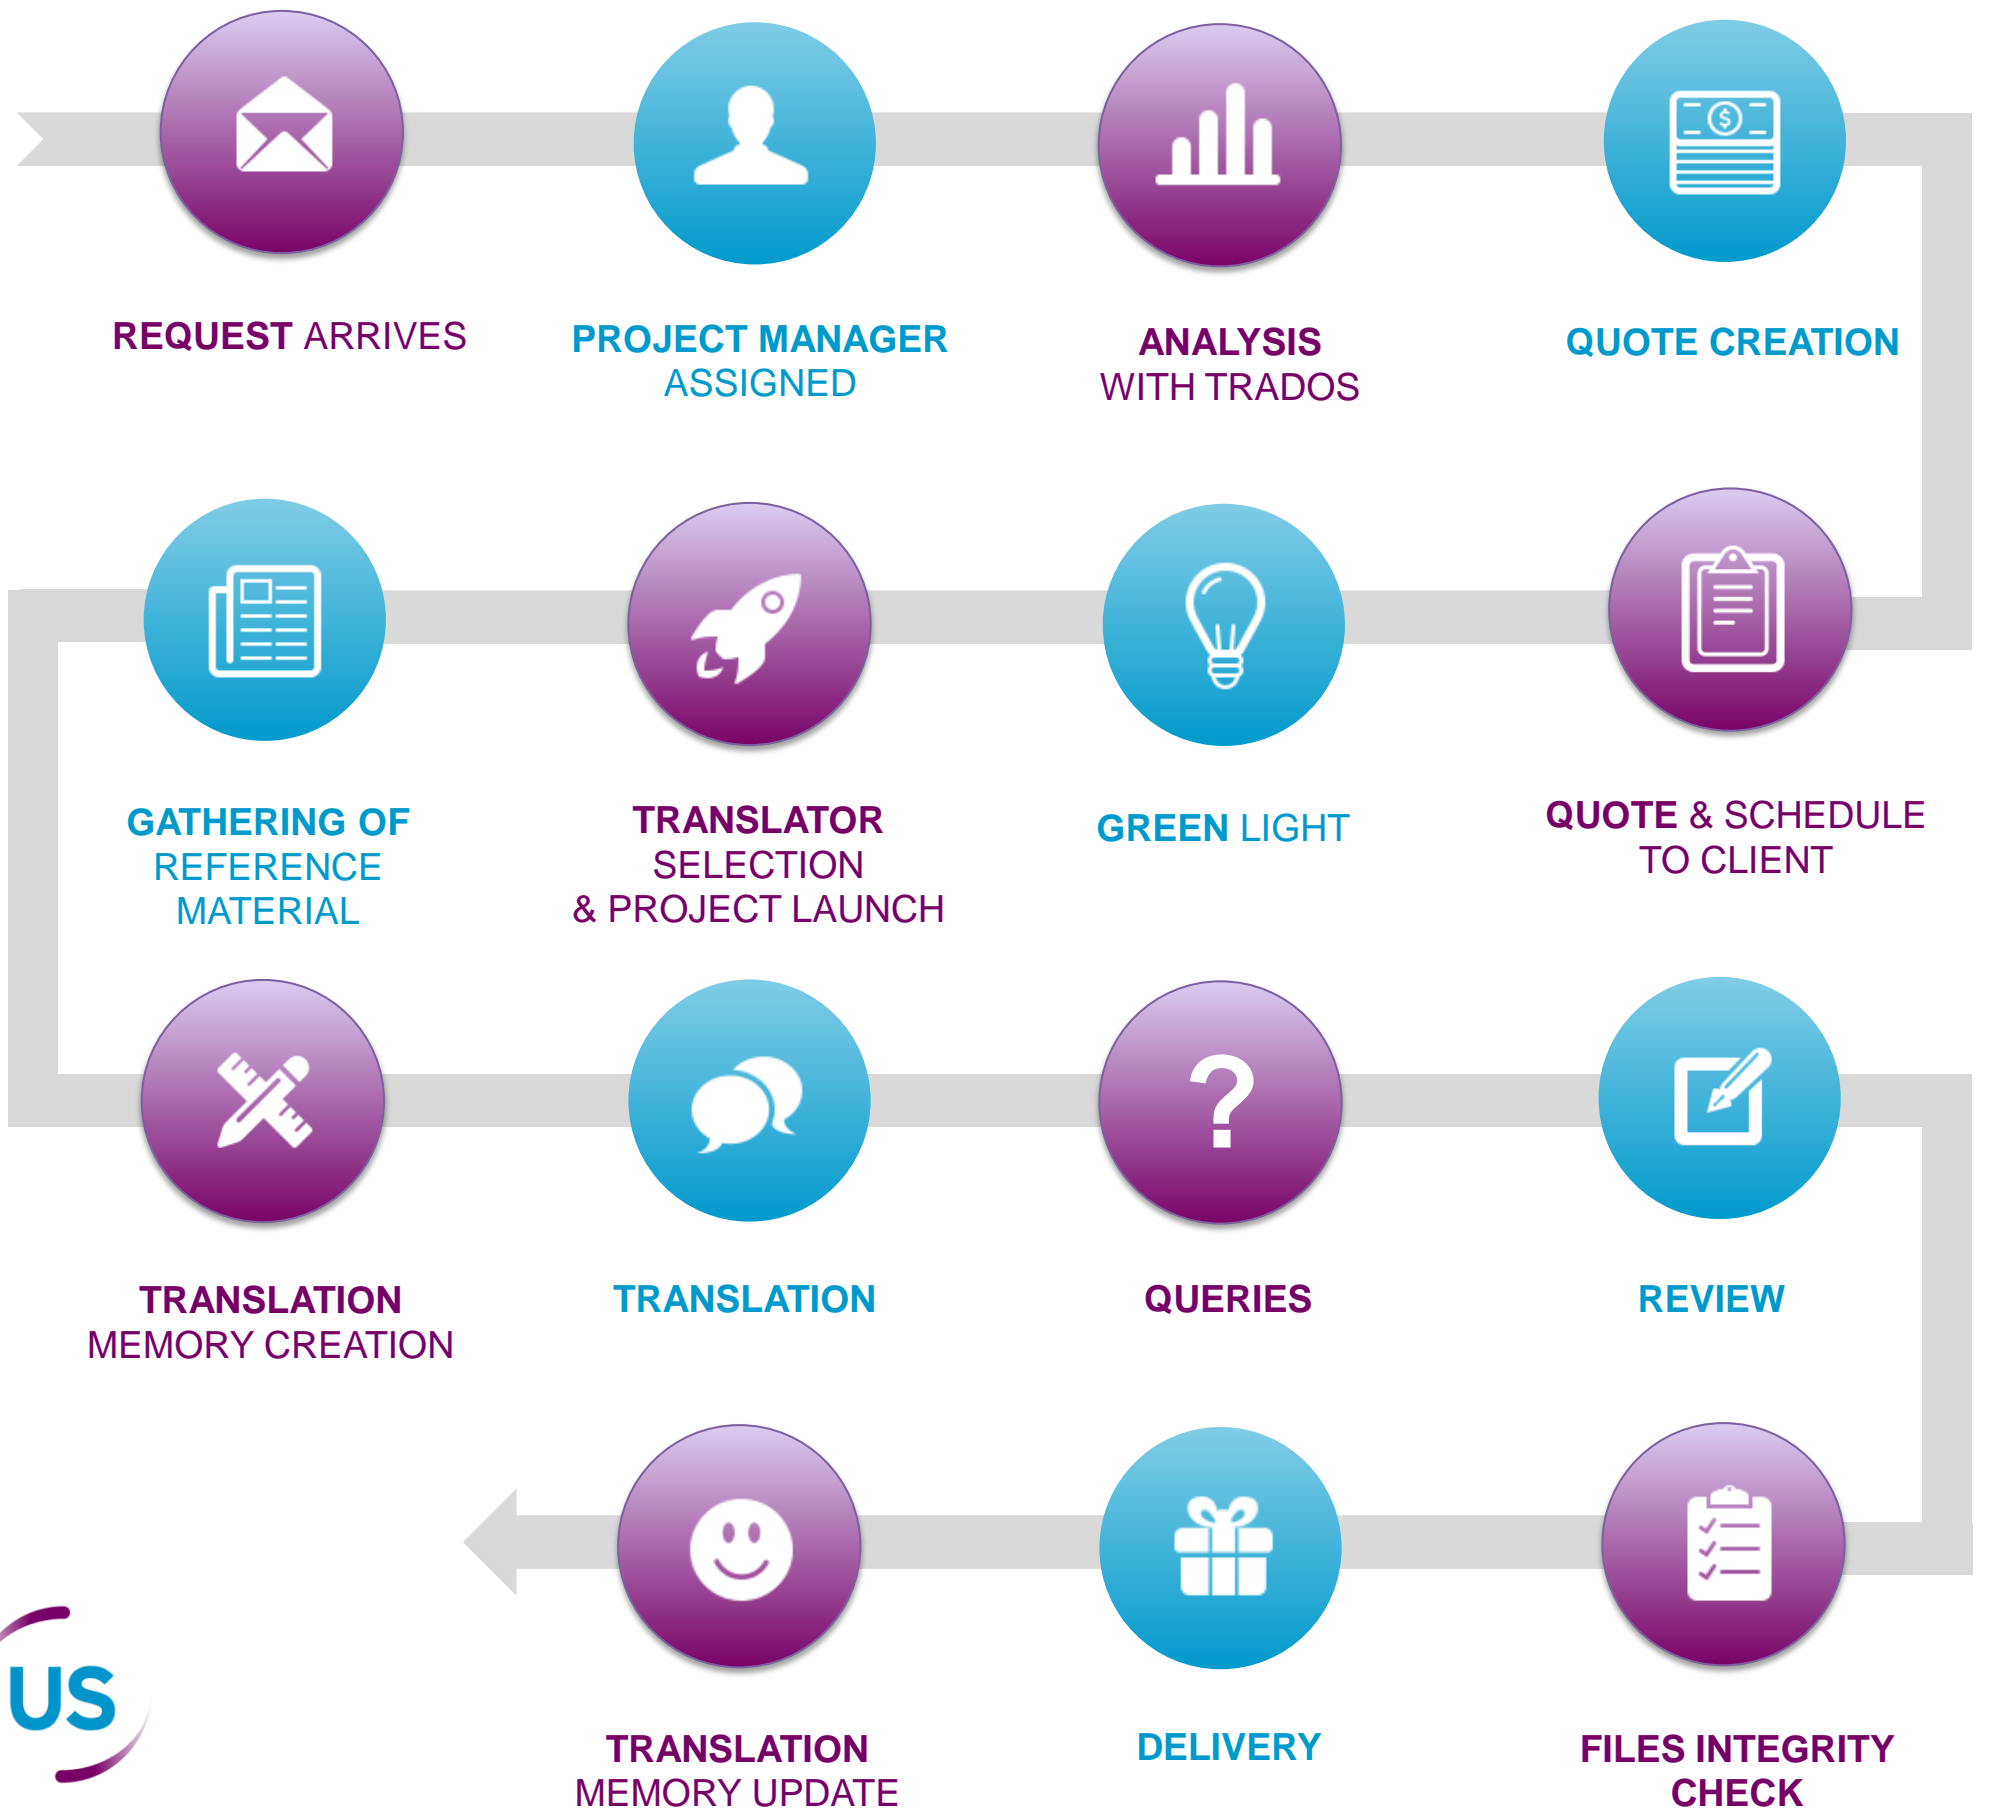 REQUEST ARRIVES
PROJECT MANAGER
ASSIGNED
ANALYSIS
WITH TRADOS
QUOTE CREATION
GATHERING OF
REFERENCE
MATERIAL
TRANSLATOR
SELECTION
& PROJECT LAUNCH
GREEN LIGHT
QUOTE & SCHEDULE
TO CLIENT
TRANSLATION
MEMORY CREATION
TRANSLATION
QUERIES
REVIEW
TRANSLATION
MEMORY UPDATE
DELIVERY
FILES INTEGRITY
CHECK
US